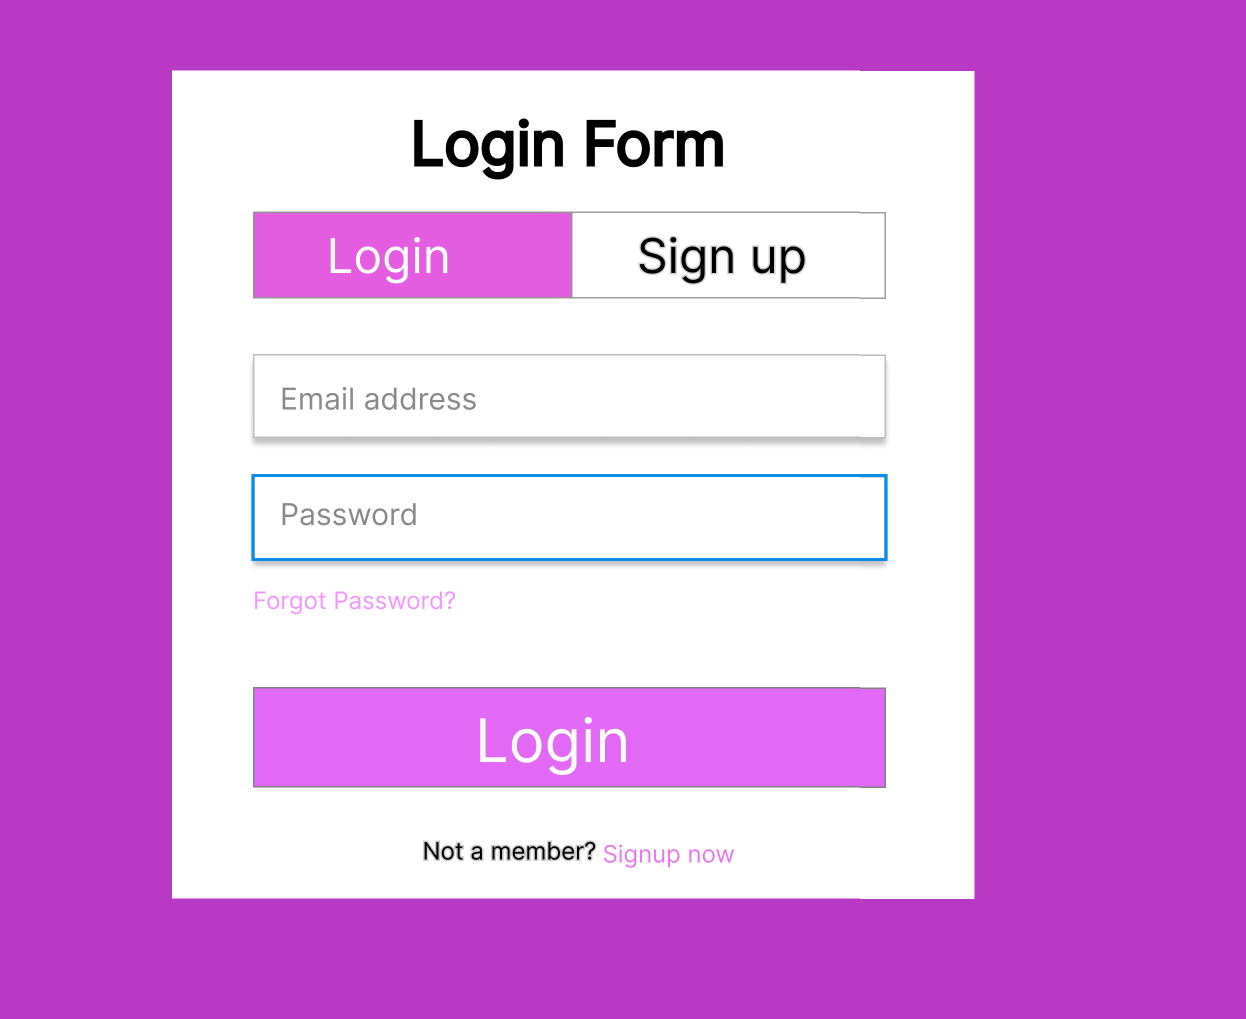 Login Form
Login Sign up
Email address
Password
Forgot Password?
Login
Not a member? Signup now